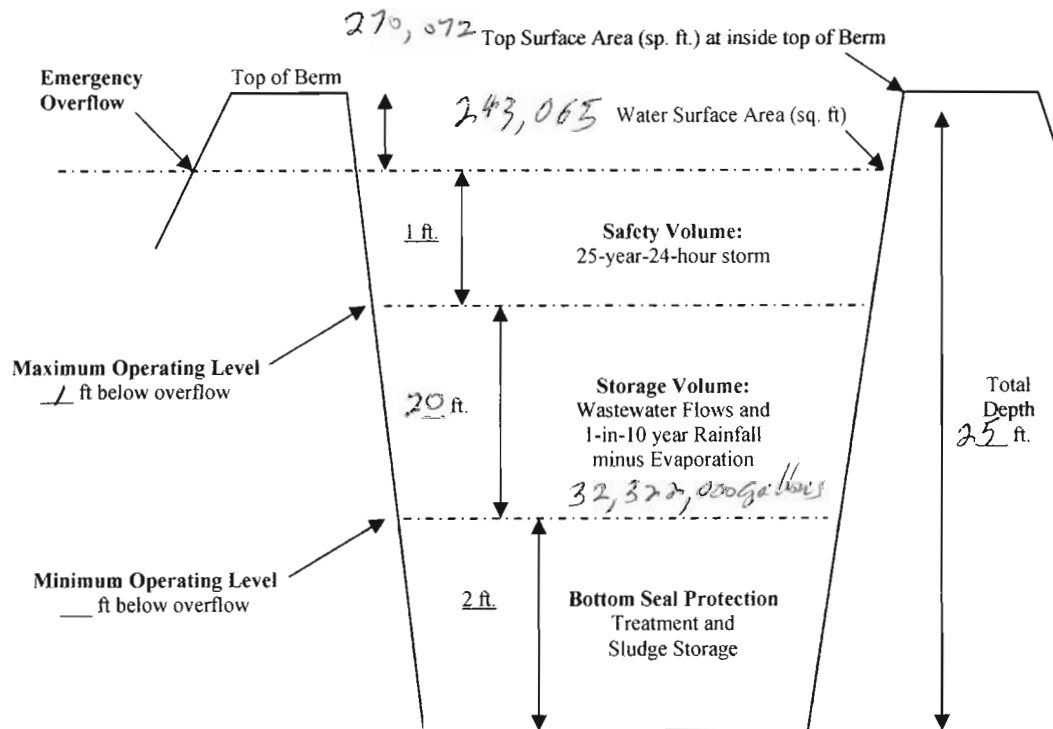 270,072 Top Surface Area (sp. ft.) at inside top of Berm
Emergency
Overflow
Top of Berm
243,065 Water Surface Area (sq. ft)
1 ft.
Safety Volume:
25-year-24-hour storm
Maximum Operating Level
1 ft below overflow
20 ft.
Storage Volume:
Wastewater Flows and
1-in-10 year Rainfall
minus Evaporation
32,322,000 Gallons
Total
Depth
25 ft.
Minimum Operating Level
___ ft below overflow
2 ft.
Bottom Seal Protection
Treatment and
Sludge Storage